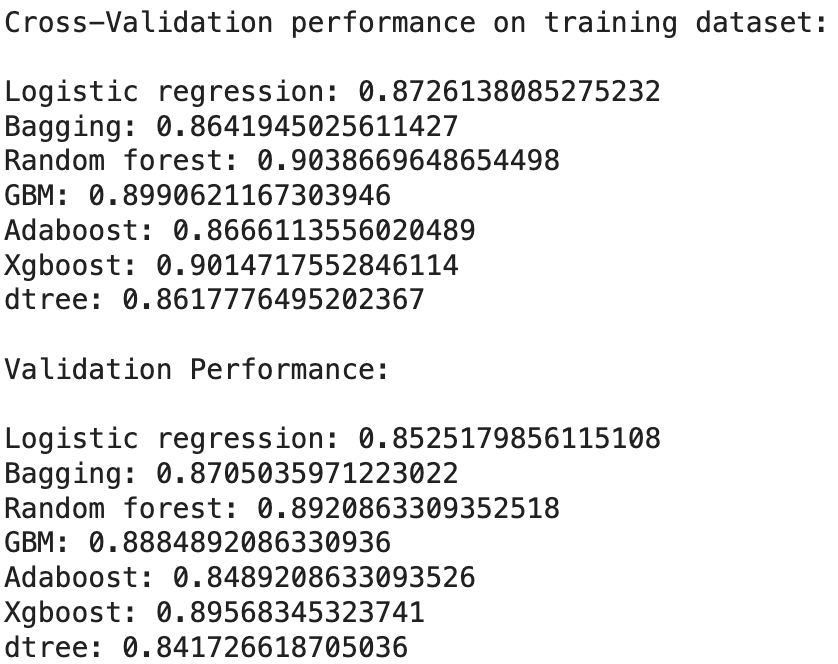 Cross-Validation performance on training dataset:
Logistic regression: 0.8726138085275232
Bagging: 0.8641945025611427
Random forest: 0.9038669648654498
GBM: 0.8990621167303946
Adaboost: 0.8666113556020489
Xgboost: 0.9014717552846114
dtree: 0.8617776495202367
Validation Performance:
Logistic regression: 0.8525179856115108
Bagging: 0.8705035971223022
Random forest: 0.8920863309352518
GBM: 0.8884892086330936
Adaboost: 0.8489208633093526
Xgboost: 0.89568345323741
dtree: 0.841726618705036